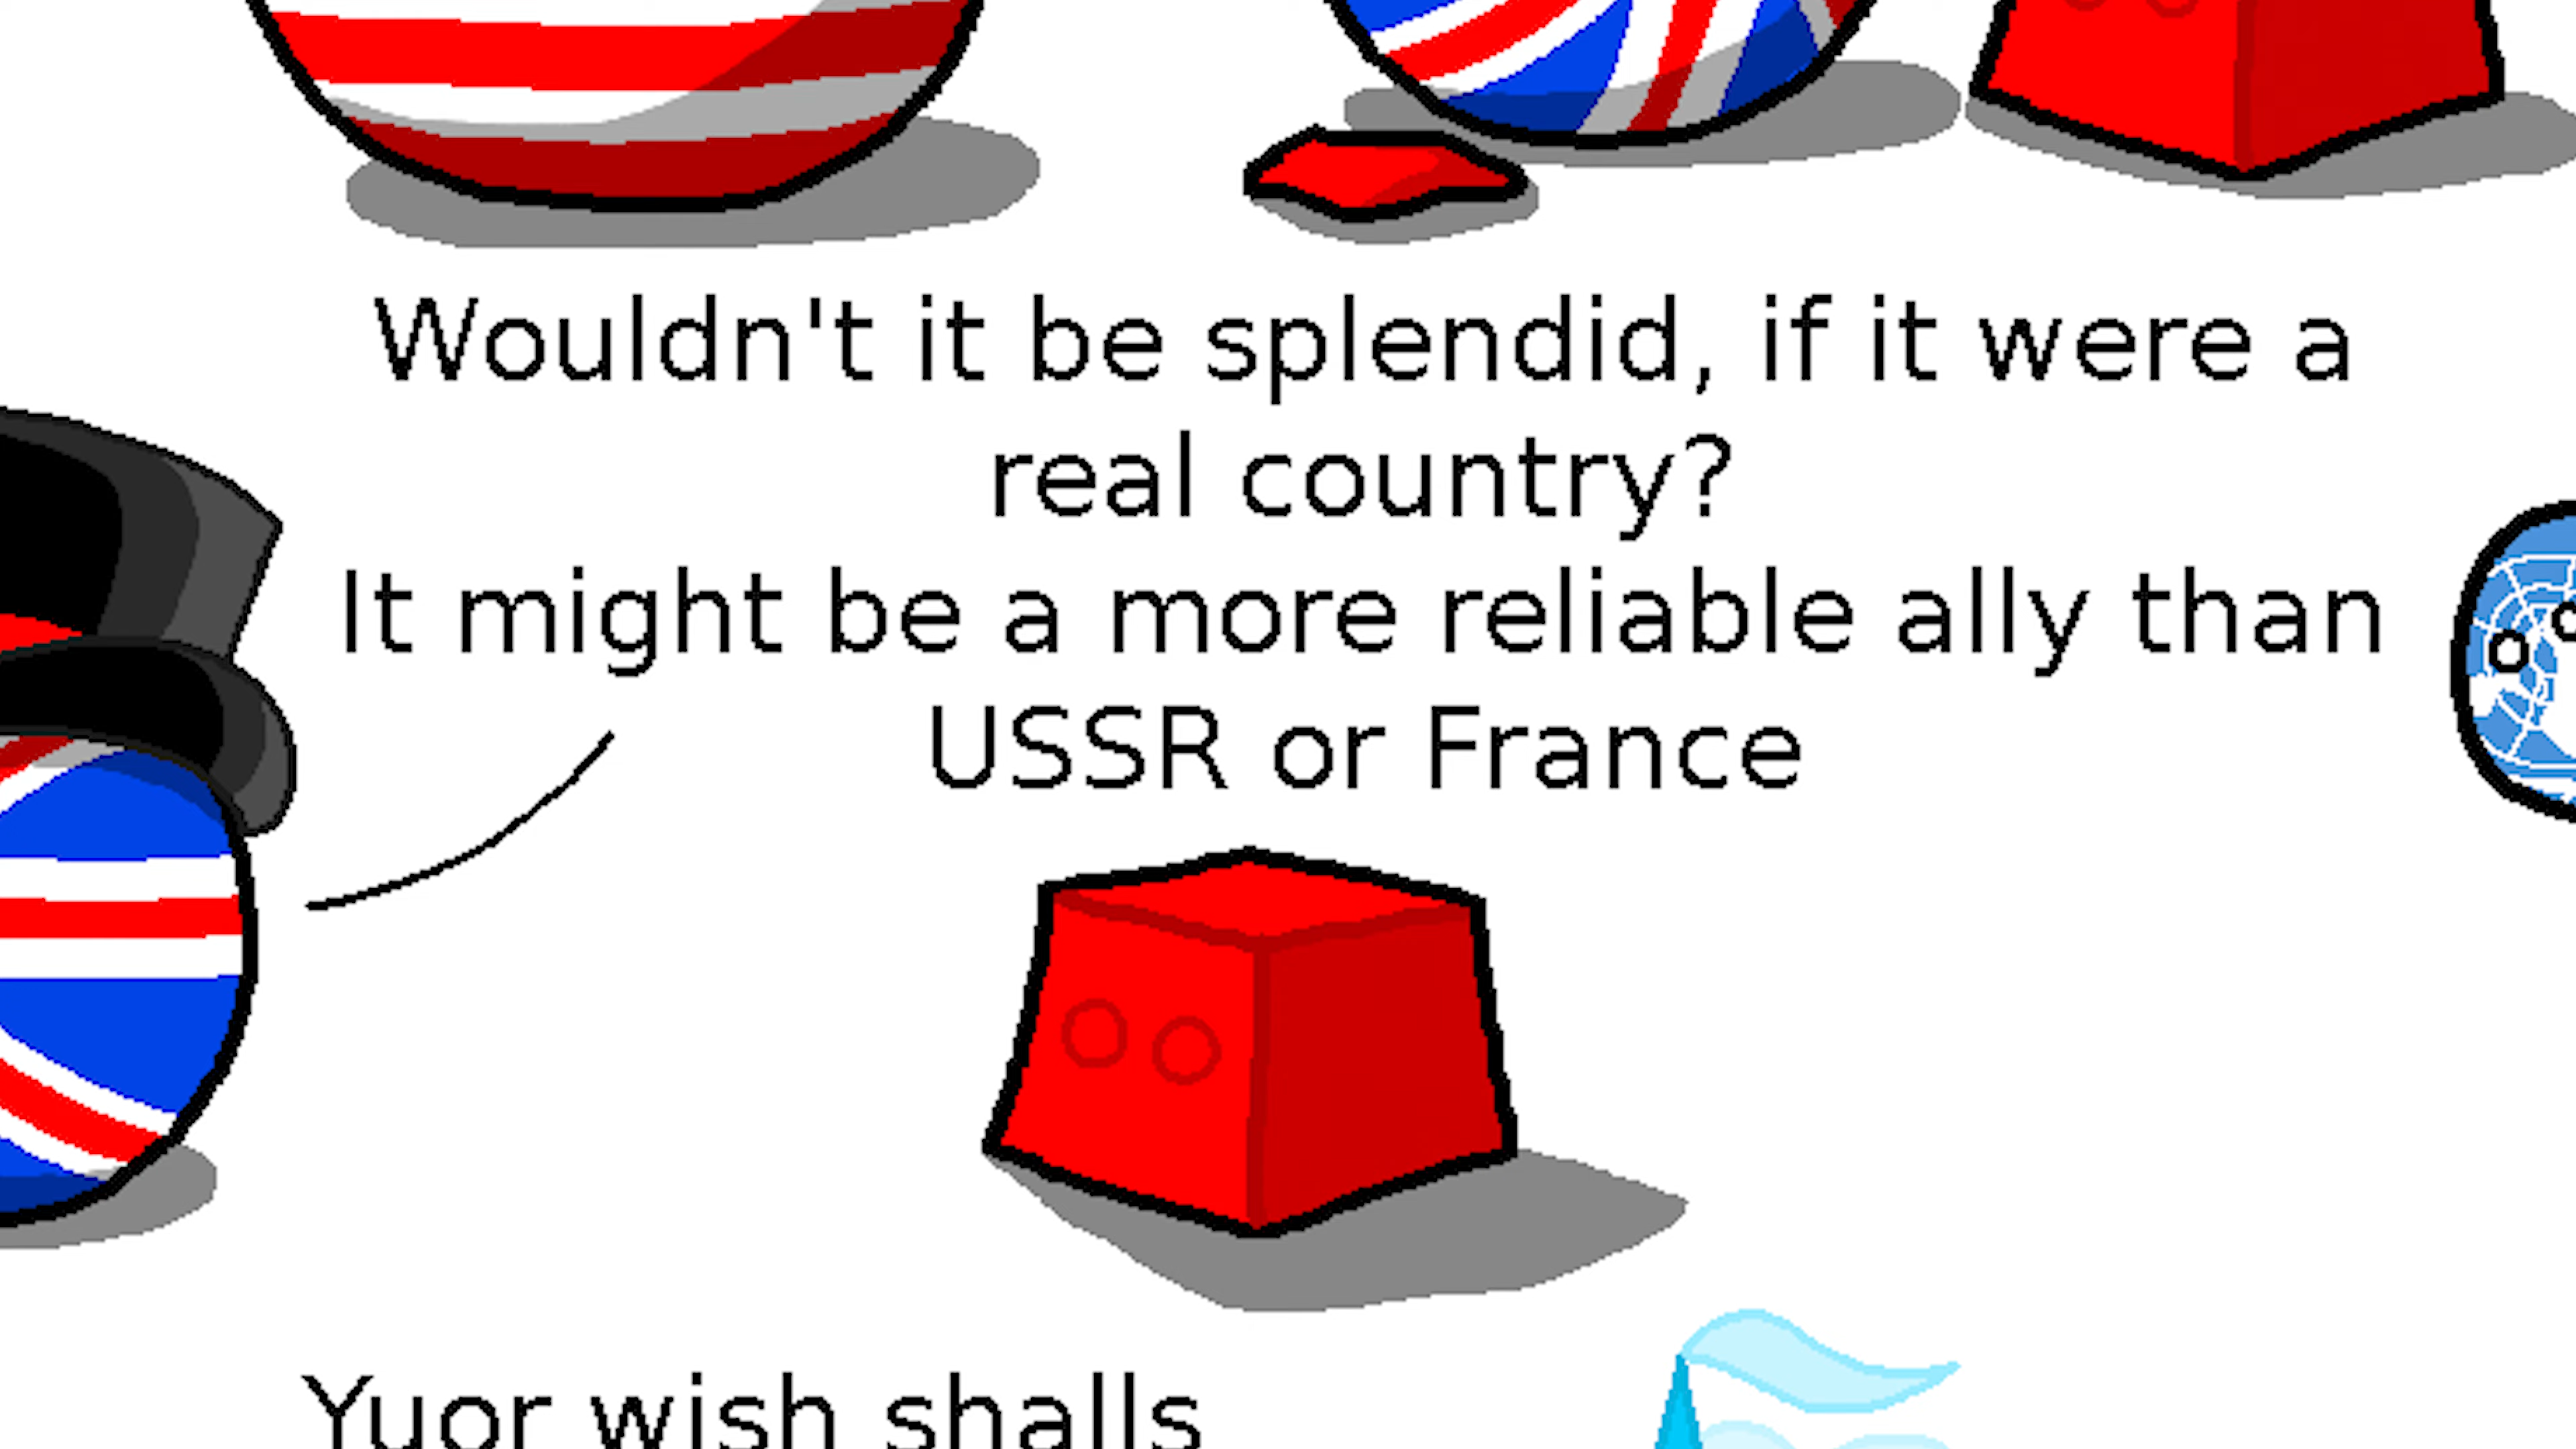 Wouldn't it be splendid, if it were a
real country?
It might be a more reliable ally than
USSR or France
Yuor wish shalls